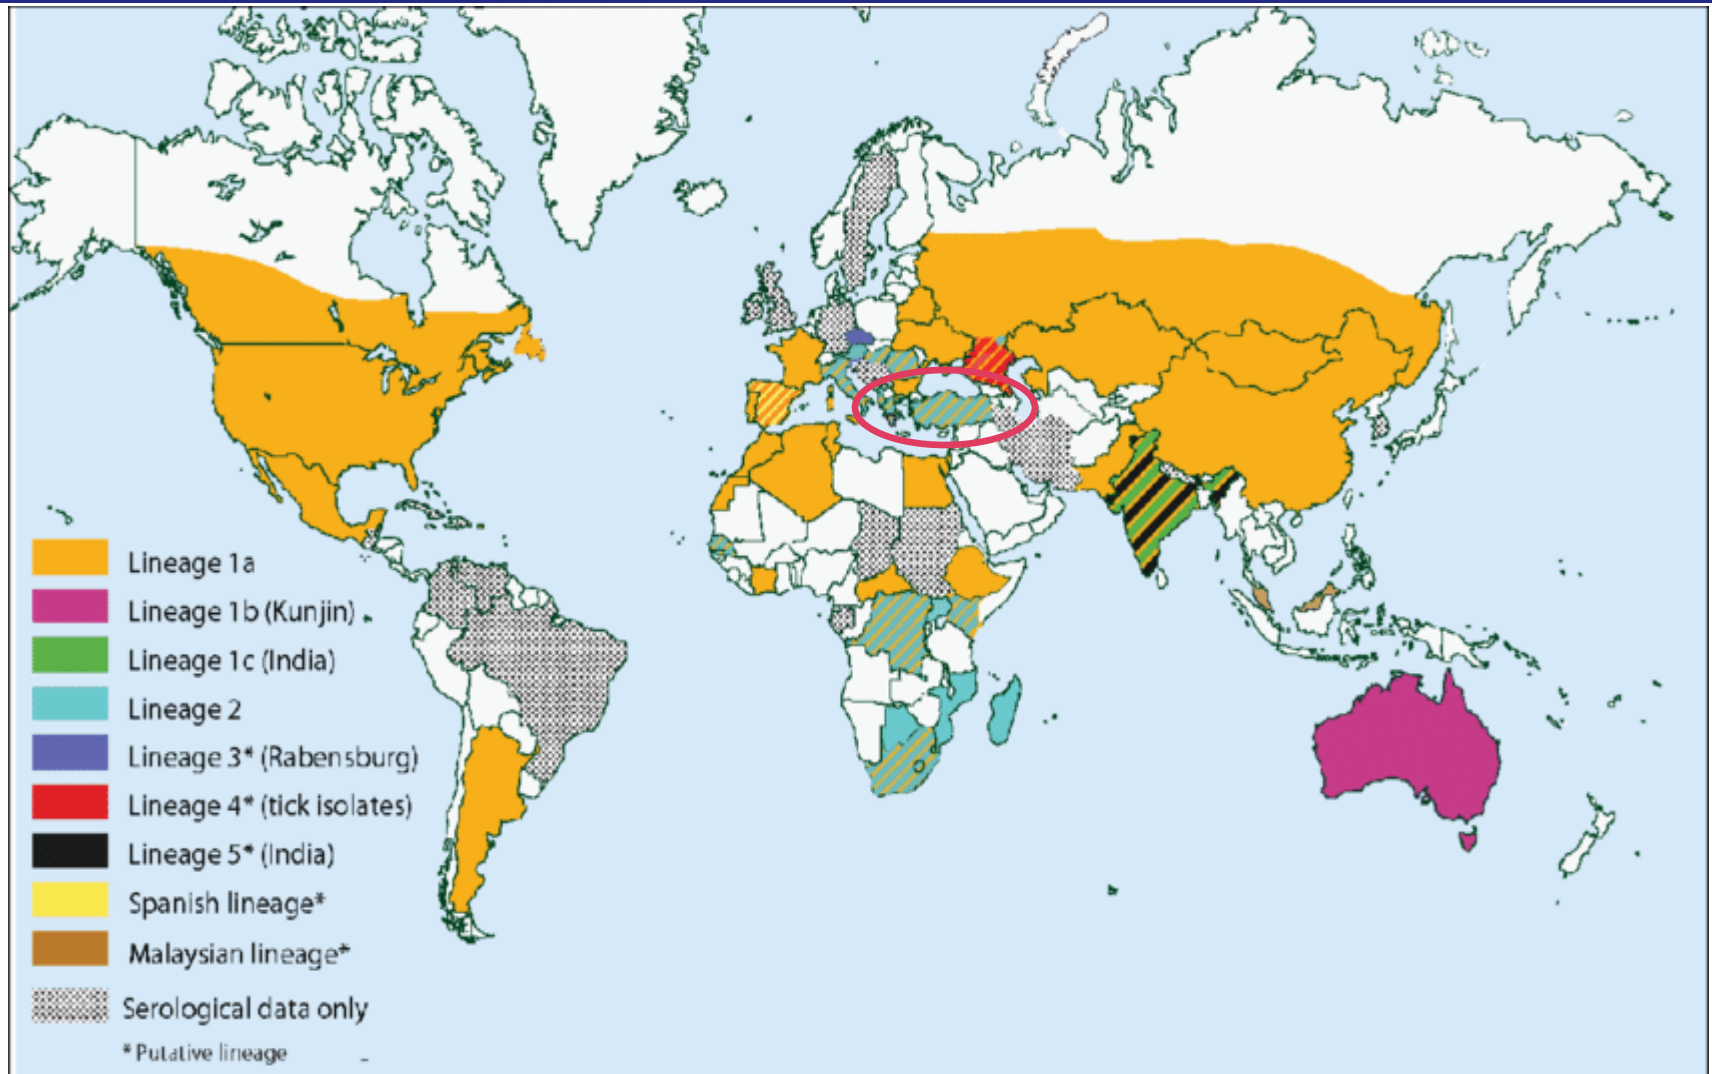 Lineage 1a
Lineage 1b (Kunjin)
Lineage 1c (India)
Lineage 2
Lineage 3* (Rabensburg)
Lineage 4* (tick isolates)
Lineage 5* (India)
Spanish lineage*
Malaysian lineage*
Serological data only
* Putative lineage